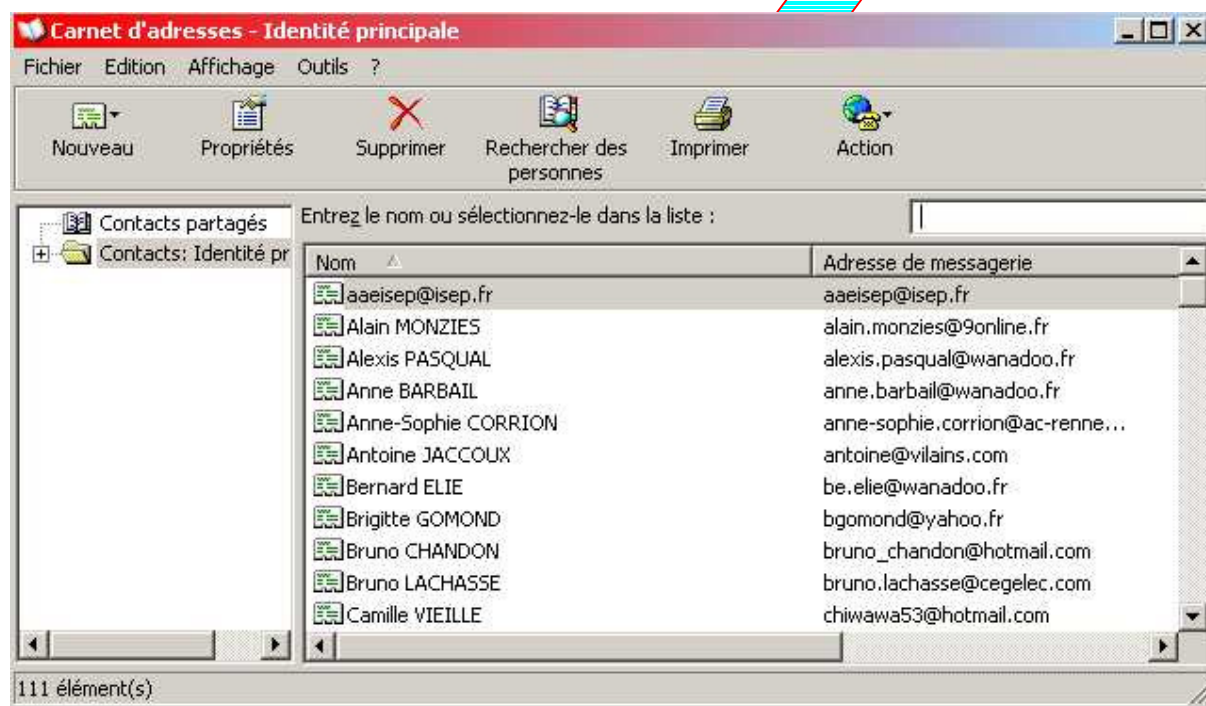 Carnet d'adresses - Identité principale
Fichier Edition Affichage Outils ?
Nouveau Propriétés Supprimer Rechercher des personnes Imprimer Action
Contacts partagés
Contacts: Identité pr
Entrez le nom ou sélectionnez-le dans la liste :
Nom Adresse de messagerie
aaeisep@isep.fr aaeisep@isep.fr
Alain MONZIES alain.monzies@9online.fr
Alexis PASQUAL alexis.pasqual@wanadoo.fr
Anne BARBAIL anne.barbail@wanadoo.fr
Anne-Sophie CORRION anne-sophie.corrion@ac-renne...
Antoine JACCOUX antoine@vilains.com
Bernard ELIE be.elie@wanadoo.fr
Brigitte GOMOND bgomond@yahoo.fr
Bruno CHANDON bruno_chandon@hotmail.com
Bruno LACHASSE bruno.lachasse@cegelec.com
Camille VIEILLE chiwawa53@hotmail.com
111 élément(s)